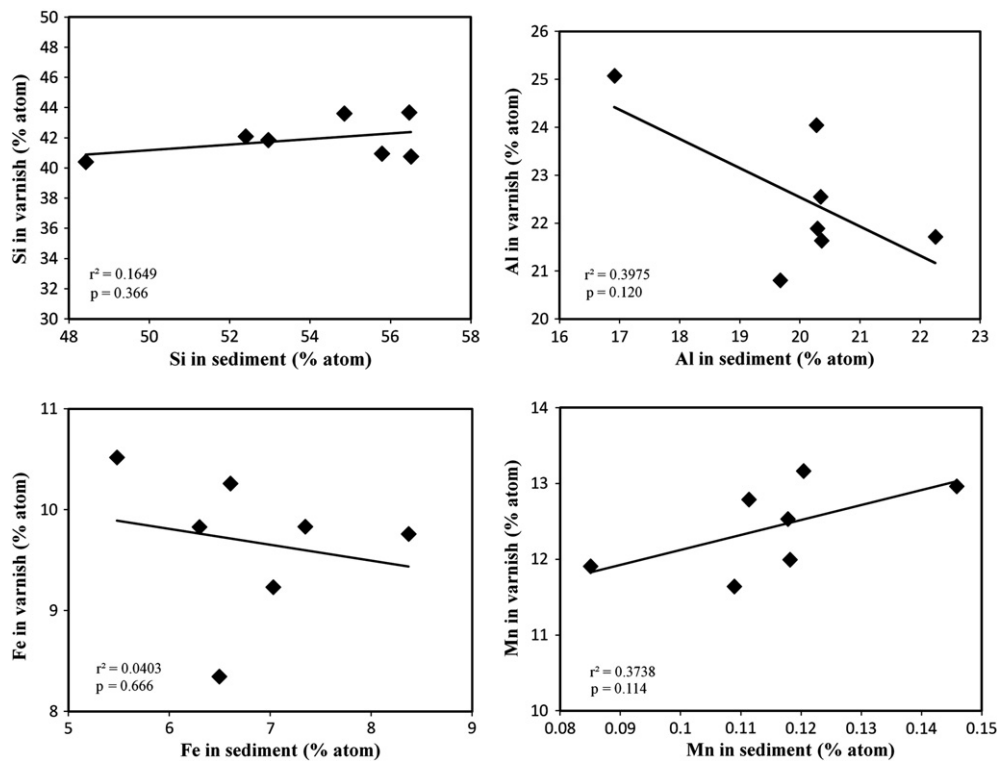 50
48
46
44
42
40
38
36
34
32
30
Si in varnish (% atom)
r² = 0.1649
p = 0.366
48 50 52 54 56 58
Si in sediment (% atom)
26
25
24
23
22
21
20
Al in varnish (% atom)
r² = 0.3975
p = 0.120
16 17 18 19 20 21 22 23
Al in sediment (% atom)
11
10
9
8
Fe in varnish (% atom)
r² = 0.0403
p = 0.666
5 6 7 8 9
Fe in sediment (% atom)
14
13
12
11
10
Mn in varnish (% atom)
r² = 0.3738
p = 0.114
0.08 0.09 0.1 0.11 0.12 0.13 0.14 0.15
Mn in sediment (% atom)